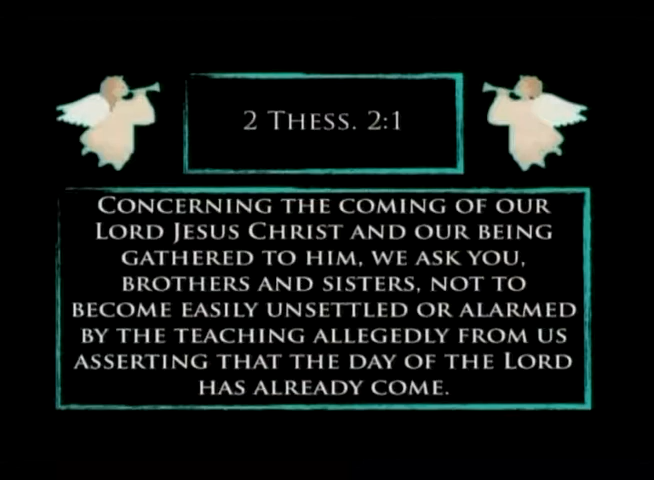 2 Thess. 2:1
Concerning the coming of our
Lord Jesus Christ and our being
gathered to him, we ask you,
brothers and sisters, not to
become easily unsettled or alarmed
by the teaching allegedly from us
asserting that the day of the Lord
has already come.